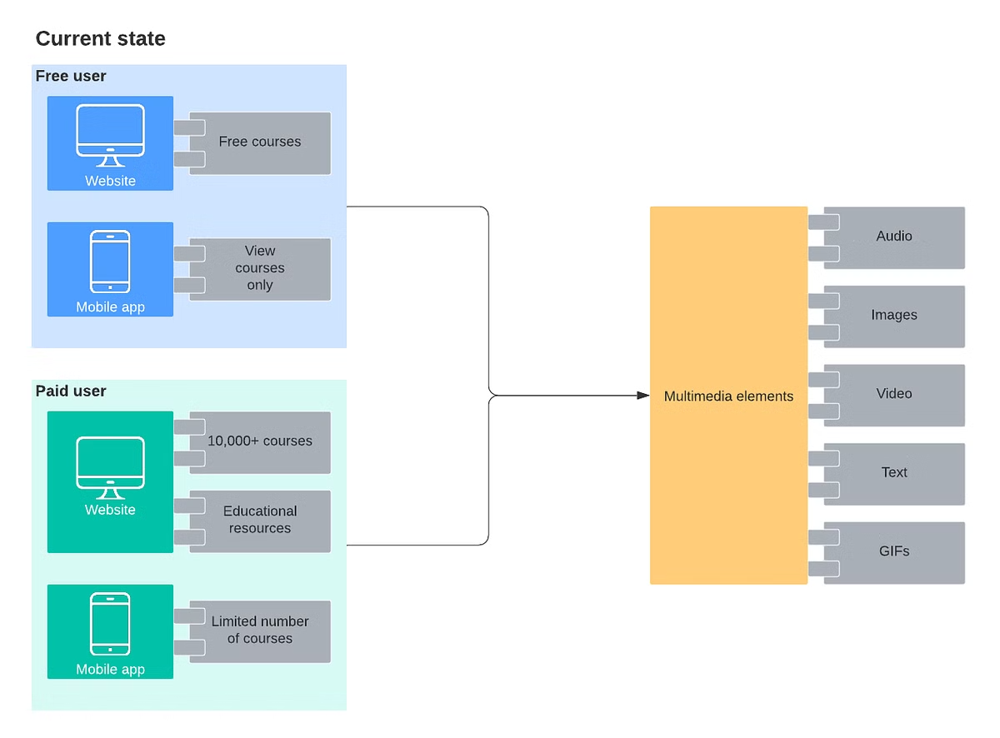 Current state
Free user
Website
Free courses
Mobile app
View
courses
only
Paid user
Website
10,000+ courses
Educational
resources
Mobile app
Limited number
of courses
Multimedia elements
Audio
Images
Video
Text
GIFs